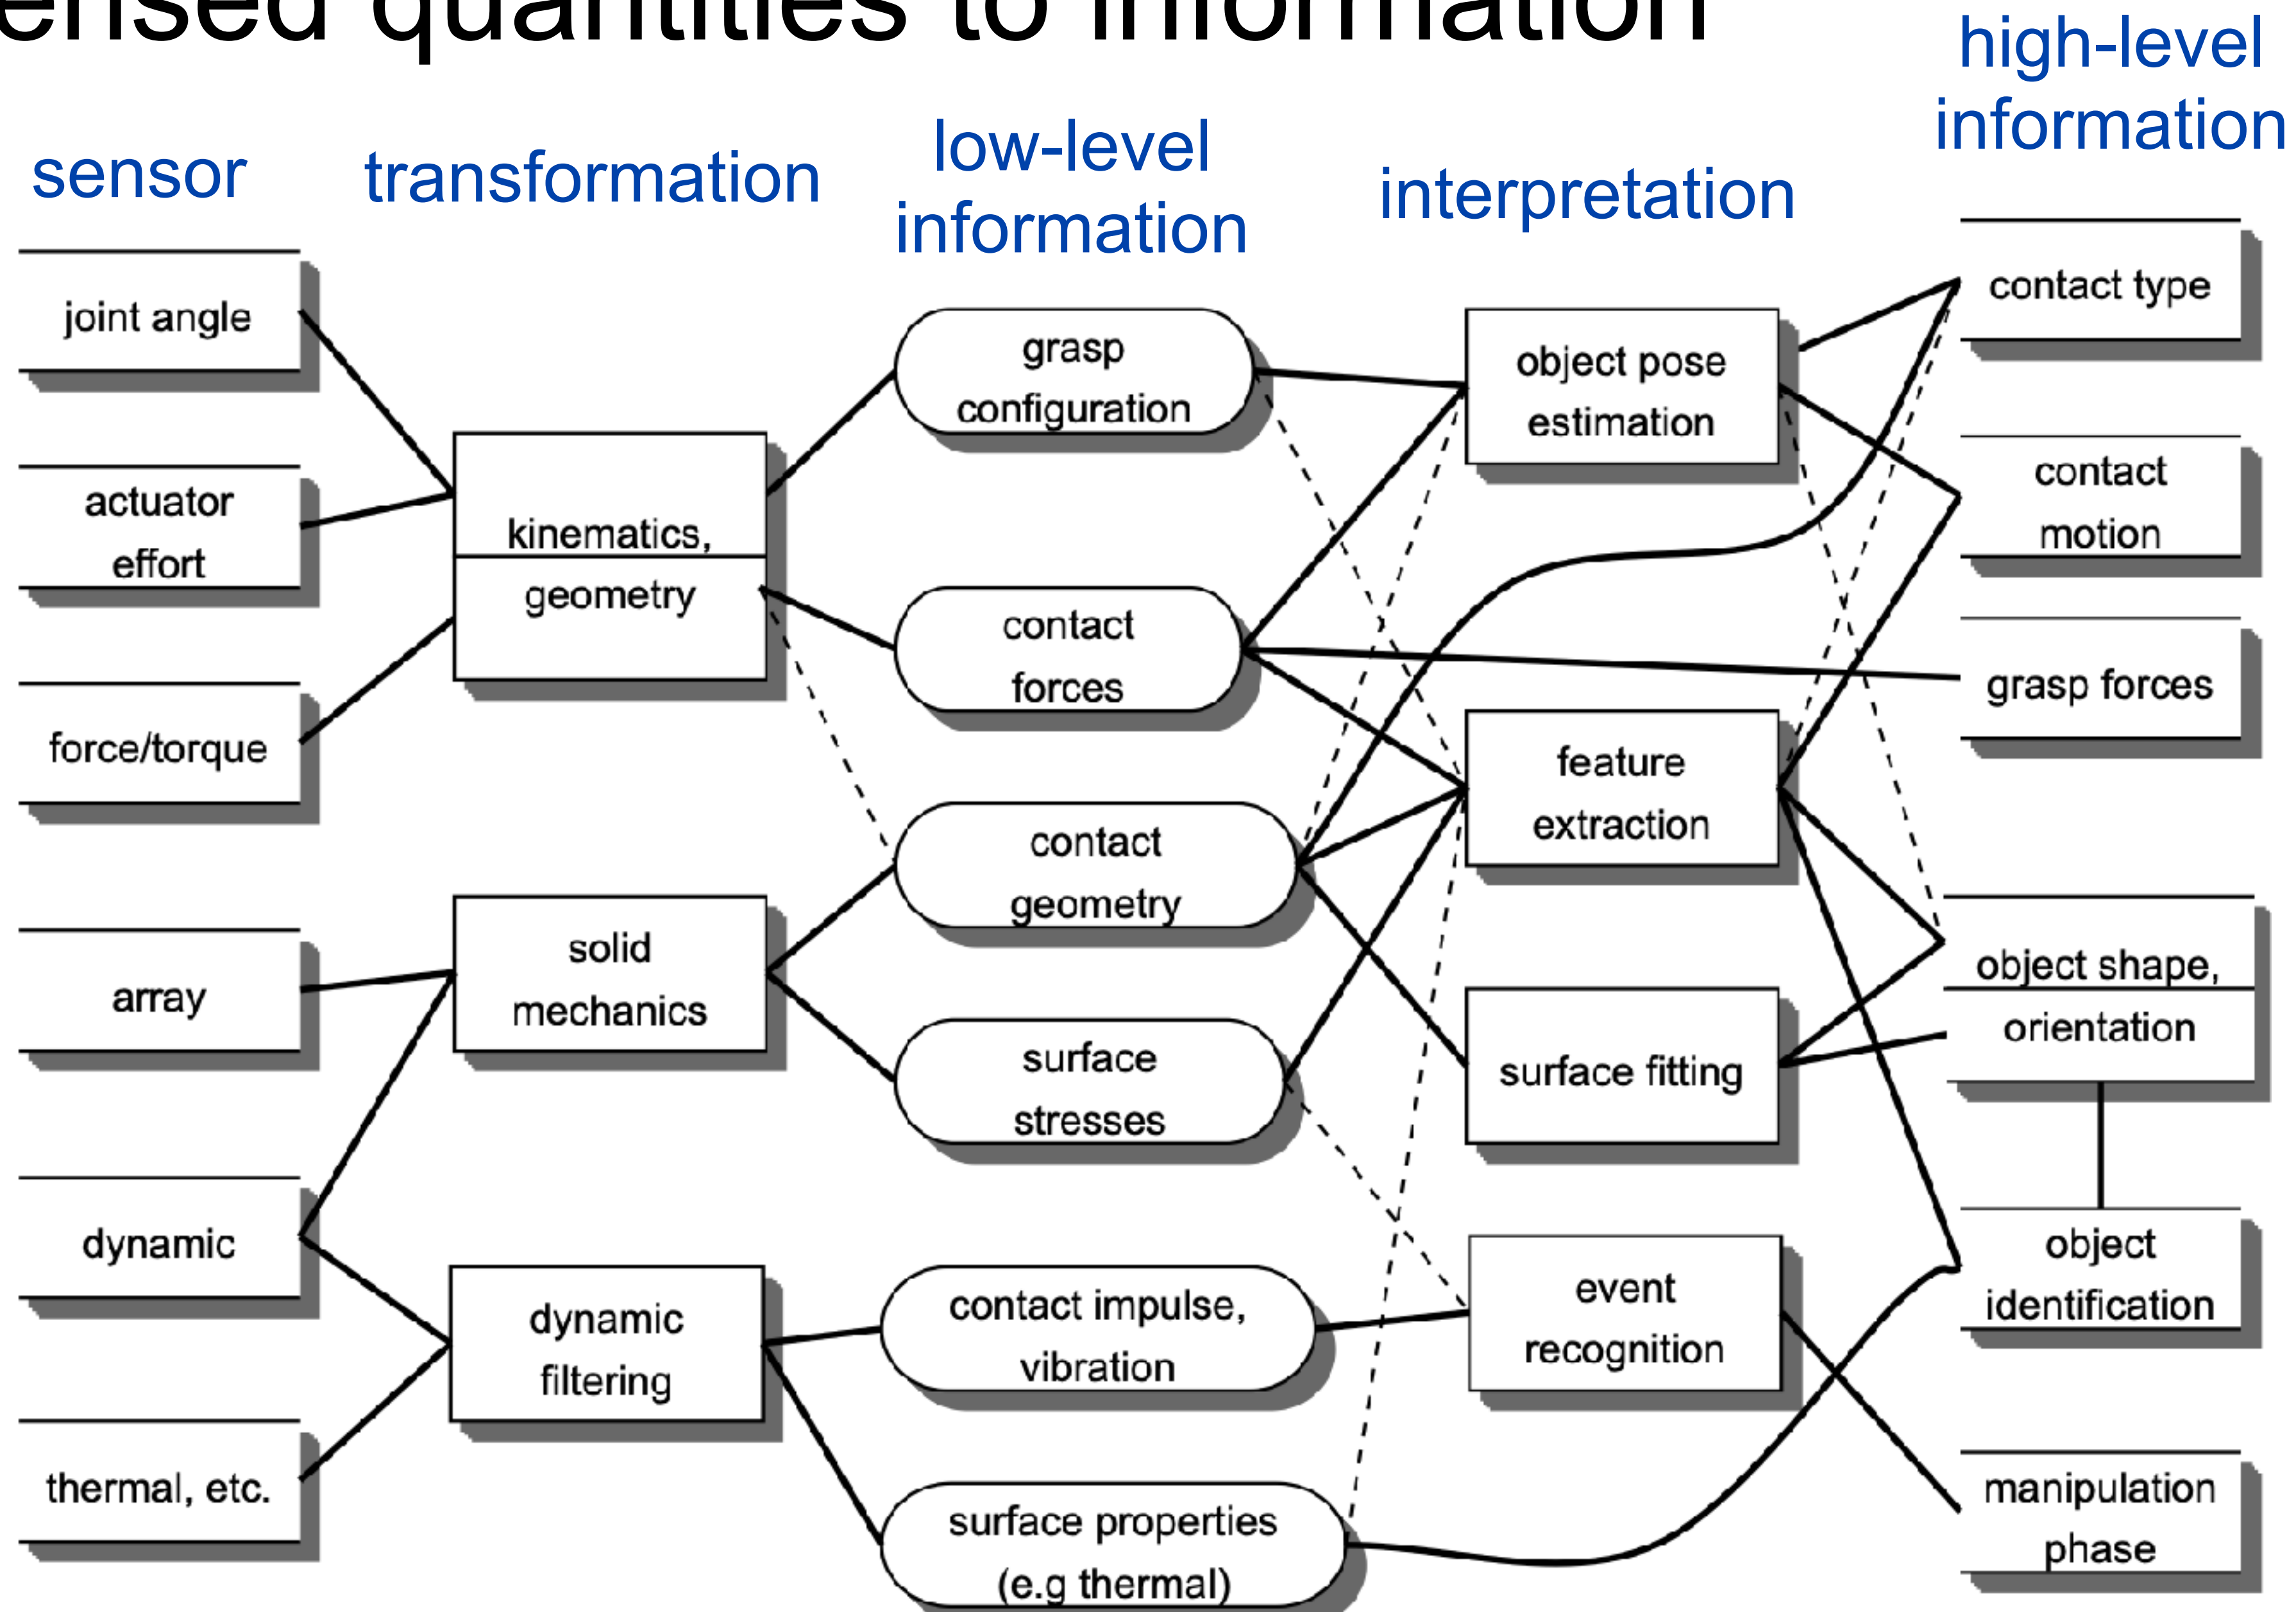 ensed quantities to information
high-level
information
sensor
transformation
low-level
information
interpretation
joint angle
actuator
effort
force/torque
array
dynamic
thermal, etc.
kinematics,
geometry
solid
mechanics
dynamic
filtering
grasp
configuration
contact
forces
contact
geometry
surface
stresses
contact impulse,
vibration
surface properties
(e.g thermal)
object pose
estimation
feature
extraction
surface fitting
event
recognition
contact type
contact
motion
grasp forces
object shape,
orientation
object
identification
manipulation
phase